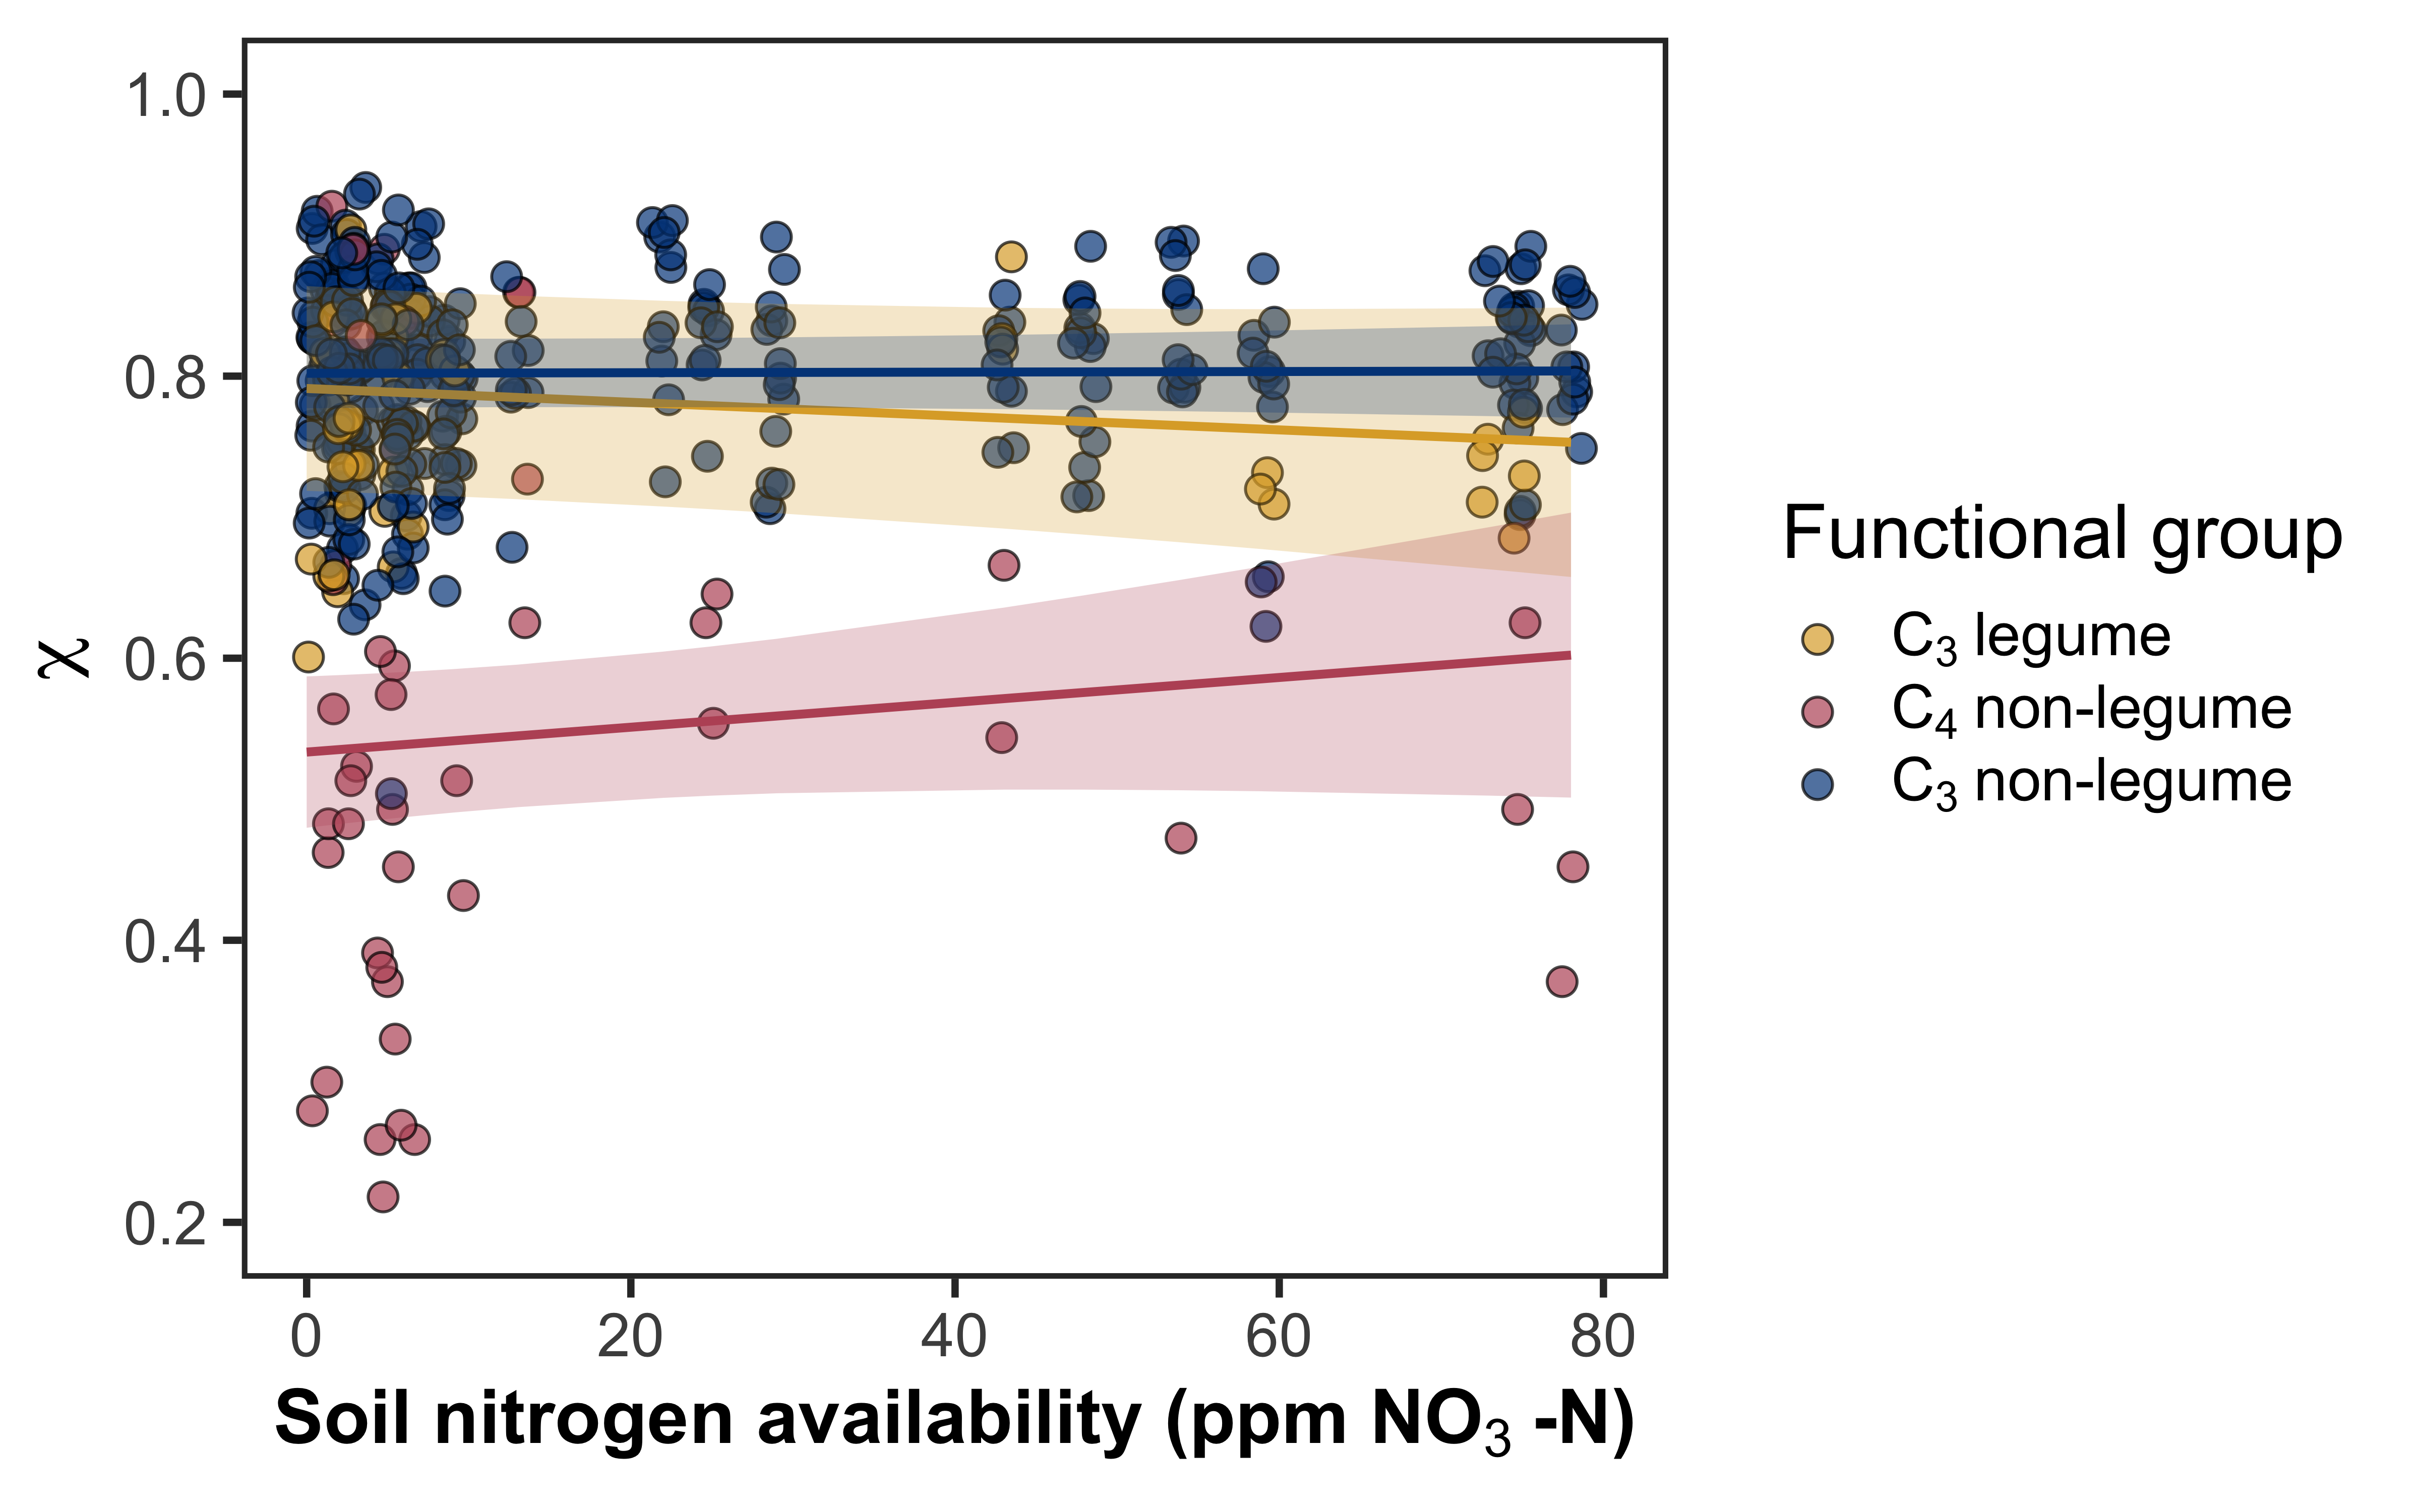 1.0
0.8
0.6
0.4
0.2
χ
0 20 40 60 80
Soil nitrogen availability (ppm NO₃ -N)
Functional group
C₃ legume
C₄ non-legume
C₃ non-legume